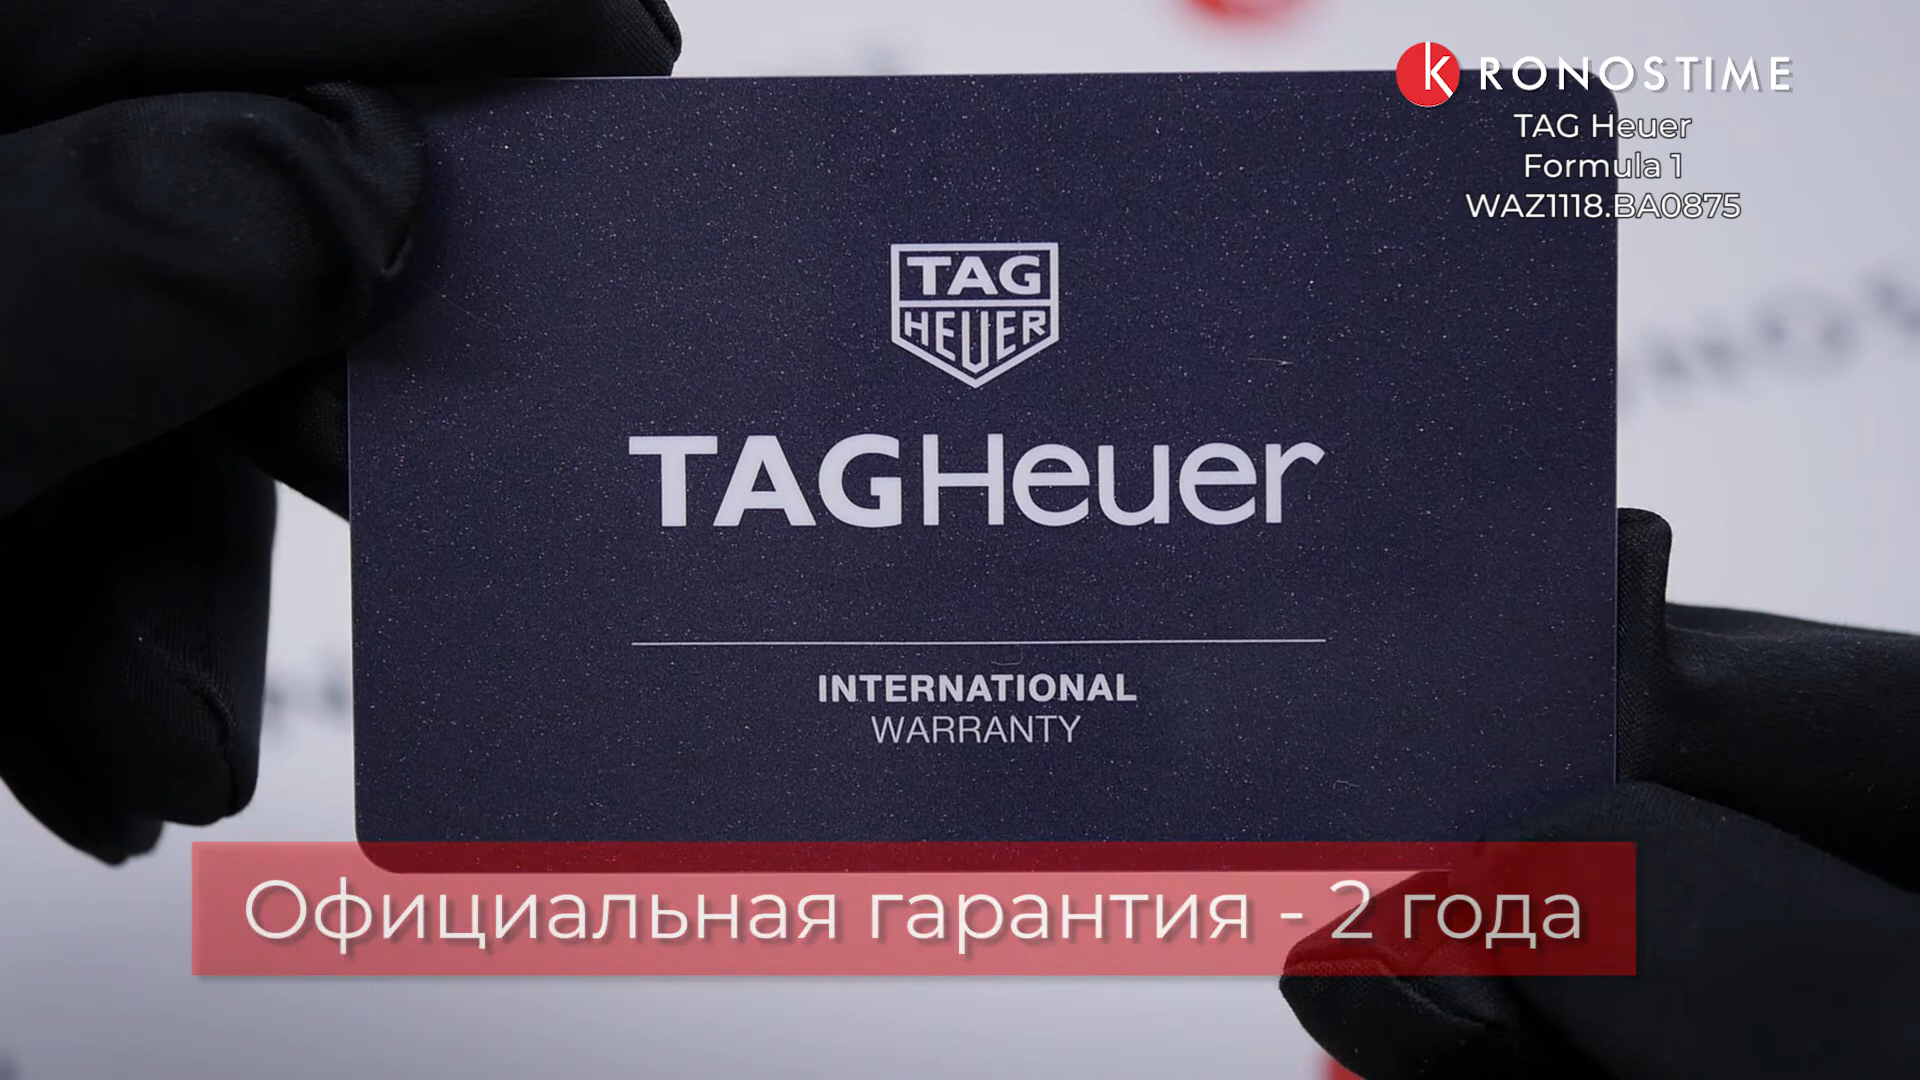 KRONOSTIME
TAG Heuer
Formula 1
WAZ1118.BA0875
TAG
HEUER
TAGHeuer
INTERNATIONAL
WARRANTY
Официальная гарантия - 2 года